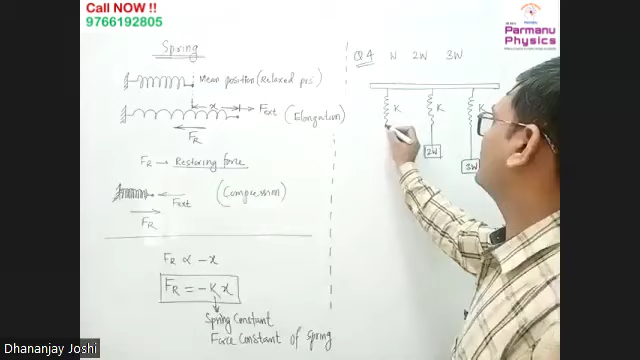 Call NOW !!
9766192805
Parmanu
Physics
Spring
Mean position (Relaxed posⁿ)
x
Fext
(Elongation)
FR
FR → Restoring force
Fext
(Compression)
FR
FR ∝ -x
FR = -Kx
Spring Constant
Force Constant of Spring
Q4 W 2W 3W
K
K
K
2W
3W
Dhananjay Joshi